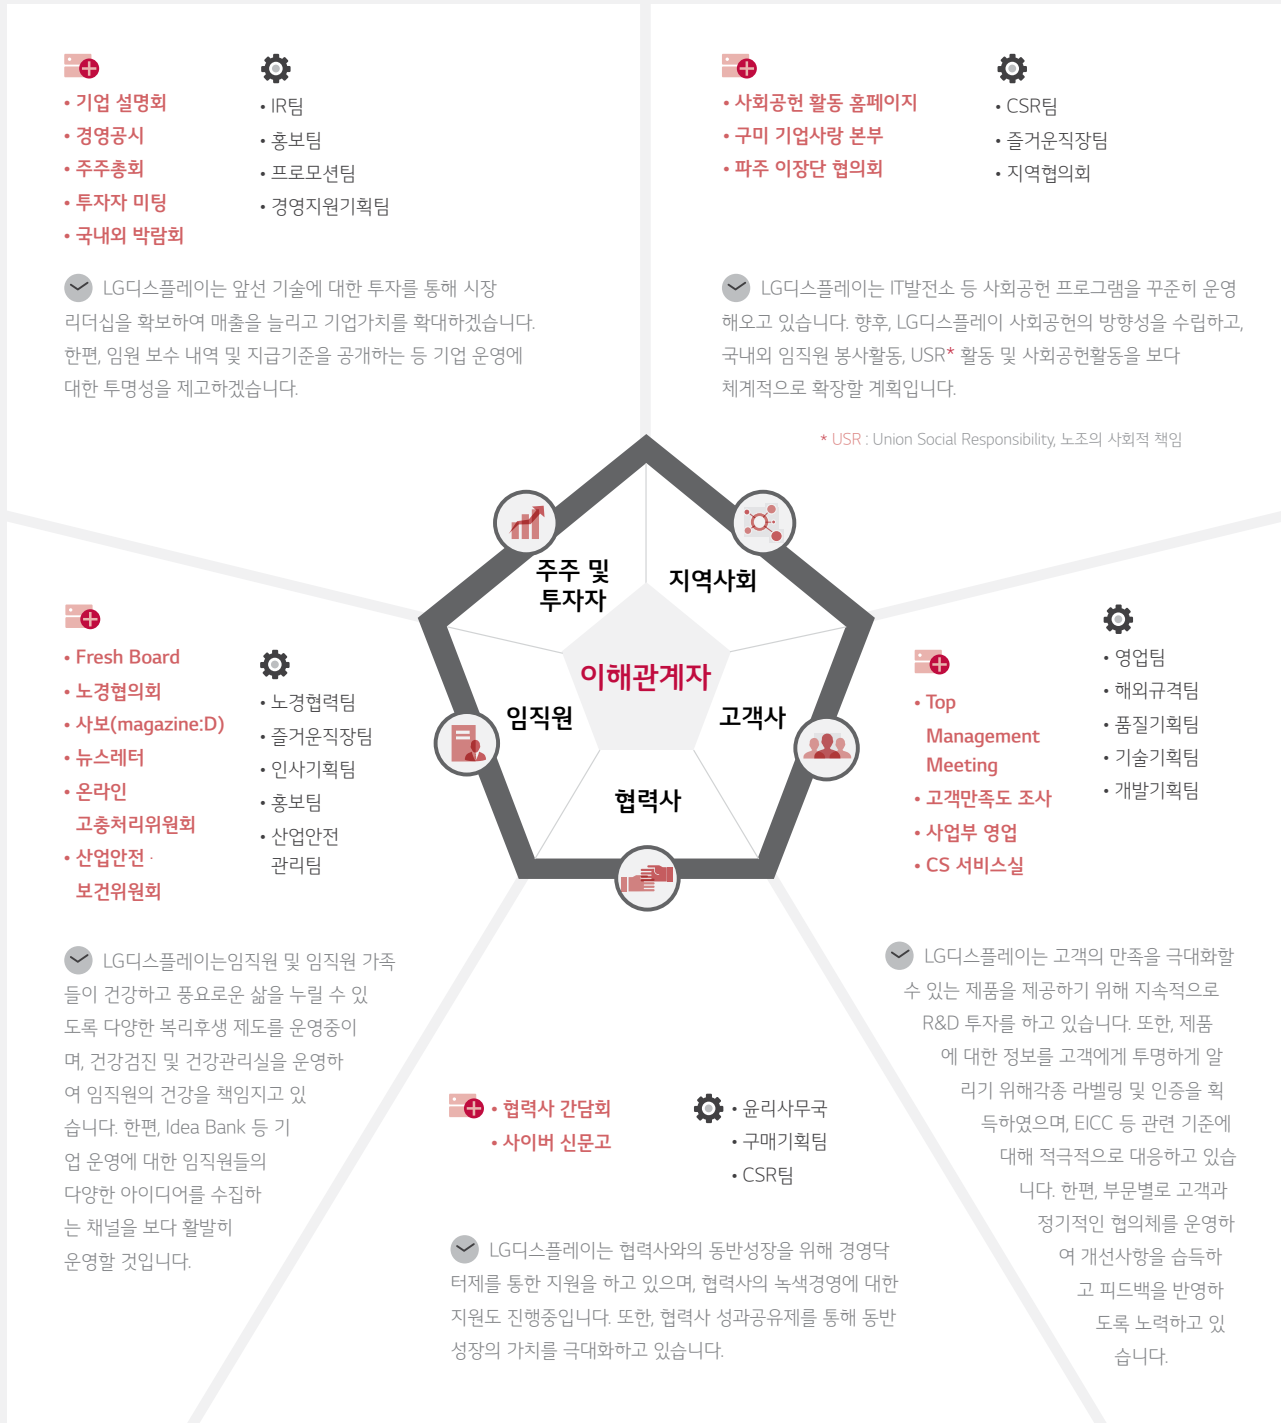 • 기업 설명회
• 경영공시
• 주주총회
• 투자자 미팅
• 국내외 박람회
• IR팀
• 홍보팀
• 프로모션팀
• 경영지원기획팀
LG디스플레이는 앞선 기술에 대한 투자를 통해 시장
리더십을 확보하여 매출을 늘리고 기업가치를 확대하겠습니다.
한편, 임원 보수 내역 및 지급기준을 공개하는 등 기업 운영에
대한 투명성을 제고하겠습니다.
• 사회공헌 활동 홈페이지
• 구미 기업사랑 본부
• 파주 이장단 협의회
• CSR팀
• 즐거운직장팀
• 지역협의회
LG디스플레이는 IT발전소 등 사회공헌 프로그램을 꾸준히 운영
해오고 있습니다. 향후, LG디스플레이 사회공헌의 방향성을 수립하고,
국내외 임직원 봉사활동, USR* 활동 및 사회공헌활동을 보다
체계적으로 확장할 계획입니다.
* USR : Union Social Responsibility, 노조의 사회적 책임
주주 및
투자자
지역사회
이해관계자
임직원
고객사
협력사
• Fresh Board
• 노경협의회
• 사보(magazine:D)
• 뉴스레터
• 온라인
고충처리위원회
• 산업안전 ·
보건위원회
• 노경협력팀
• 즐거운직장팀
• 인사기획팀
• 홍보팀
• 산업안전
관리팀
LG디스플레이는임직원 및 임직원 가족
들이 건강하고 풍요로운 삶을 누릴 수 있
도록 다양한 복리후생 제도를 운영중이
며, 건강검진 및 건강관리실을 운영하
여 임직원의 건강을 책임지고 있
습니다. 한편, Idea Bank 등 기
업 운영에 대한 임직원들의
다양한 아이디어를 수집하
는 채널을 보다 활발히
운영할 것입니다.
• Top
Management
Meeting
• 고객만족도 조사
• 사업부 영업
• CS 서비스실
• 영업팀
• 해외규격팀
• 품질기획팀
• 기술기획팀
• 개발기획팀
LG디스플레이는 고객의 만족을 극대화할
수 있는 제품을 제공하기 위해 지속적으로
R&D 투자를 하고 있습니다. 또한, 제품
에 대한 정보를 고객에게 투명하게 알
리기 위해각종 라벨링 및 인증을 획
득하였으며, EICC 등 관련 기준에
대해 적극적으로 대응하고 있습
니다. 한편, 부문별로 고객과
정기적인 협의체를 운영하
여 개선사항을 습득하
고 피드백을 반영하
도록 노력하고 있
습니다.
• 협력사 간담회
• 사이버 신문고
• 윤리사무국
• 구매기획팀
• CSR팀
LG디스플레이는 협력사와의 동반성장을 위해 경영닥
터제를 통한 지원을 하고 있으며, 협력사의 녹색경영에 대한
지원도 진행중입니다. 또한, 협력사 성과공유제를 통해 동반
성장의 가치를 극대화하고 있습니다.